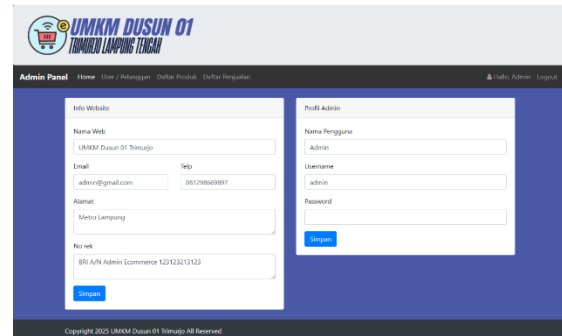 UMKM DUSUN 01
TRIMURJO LAMPUNG TENGAH
Admin Panel Home User / Pelanggan Daftar Produk Daftar Penjualan Hallo, Admin Logout
Info Website
Nama Web
UMKM Dusun 01 Trimurjo
Email Telp
admin@gmail.com 081298669897
Alamat
Metro Lampung
No rek
BRI A/N Admin Ecommerce 123123213123
Simpan
Profil Admin
Nama Pengguna
Admin
Username
admin
Password
Simpan
Copyright 2025 UMKM Dusun 01 Trimurjo All Reserved